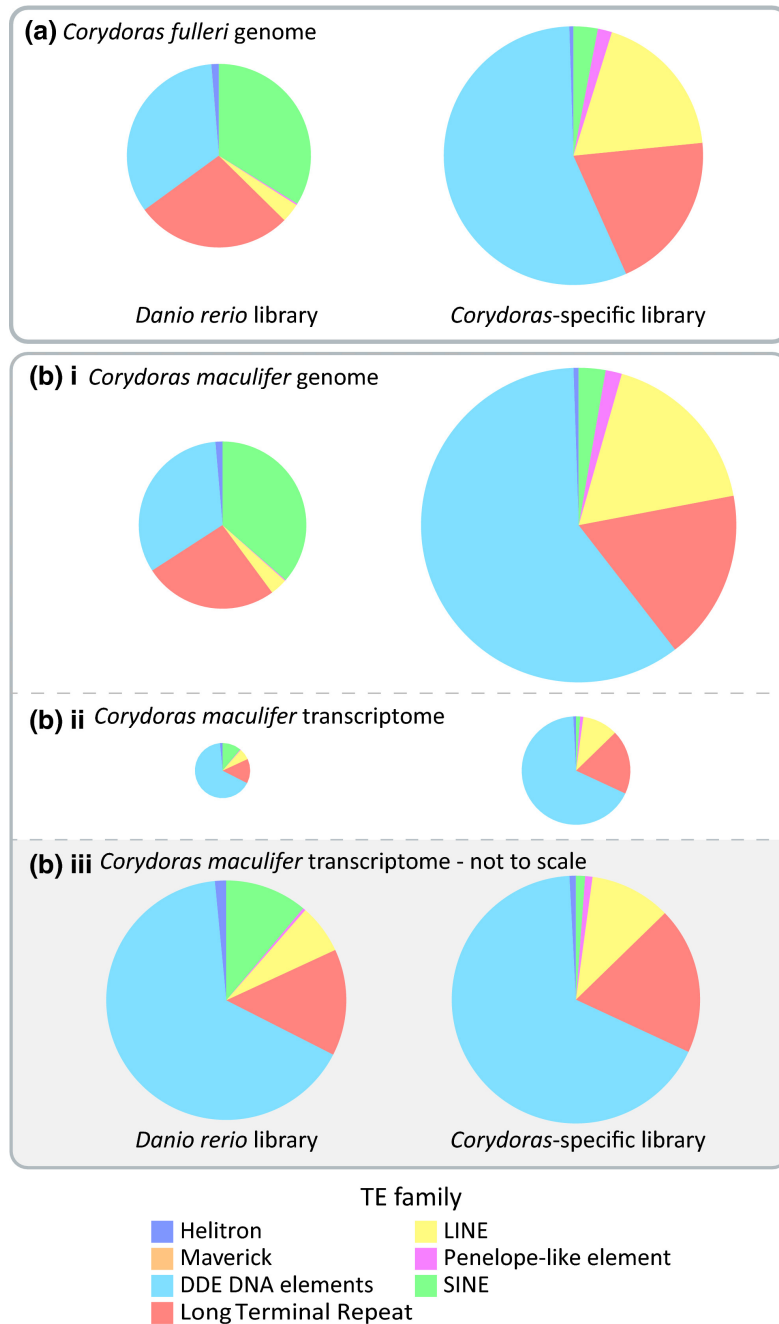 (a) Corydoras fulleri genome
Danio rerio library
Corydoras-specific library
(b) i Corydoras maculifer genome
(b) ii Corydoras maculifer transcriptome
(b) iii Corydoras maculifer transcriptome - not to scale
Danio rerio library
Corydoras-specific library
TE family
Helitron
Maverick
DDE DNA elements
Long Terminal Repeat
LINE
Penelope-like element
SINE